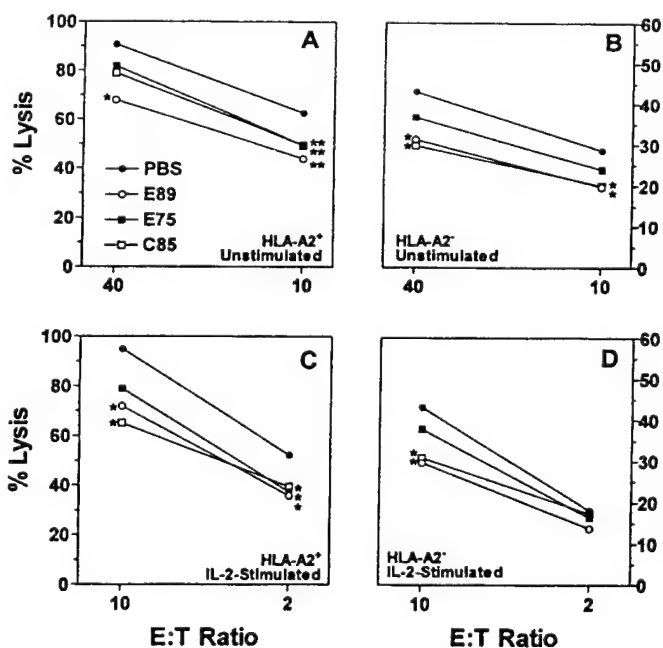 A
100
80
60
40
20
0
% Lysis
PBS
E89
E75
C85
*
**
**
**
HLA-A2+
Unstimulated
40
10
B
60
50
40
30
20
10
0
*
*
*
*
HLA-A2-
Unstimulated
40
10
C
100
80
60
40
20
0
% Lysis
*
*
*
*
*
HLA-A2+
IL-2-Stimulated
10
2
E:T Ratio
D
60
50
40
30
20
10
0
*
*
HLA-A2-
IL-2-Stimulated
10
2
E:T Ratio